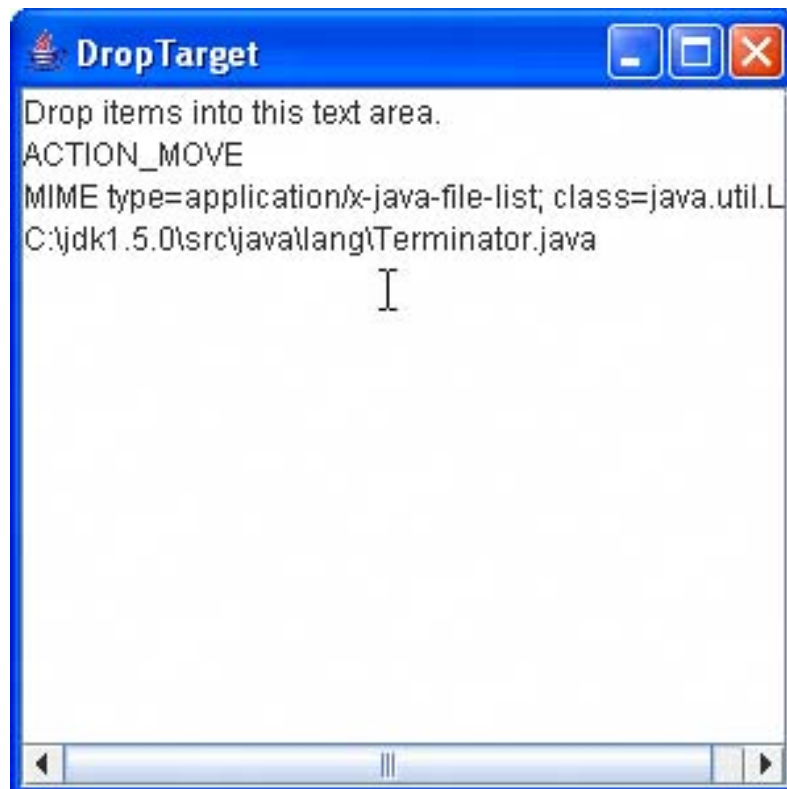 DropTarget
Drop items into this text area.
ACTION_MOVE
MIME type=application/x-java-file-list; class=java.util.L
C:\jdk1.5.0\src\java\lang\Terminator.java